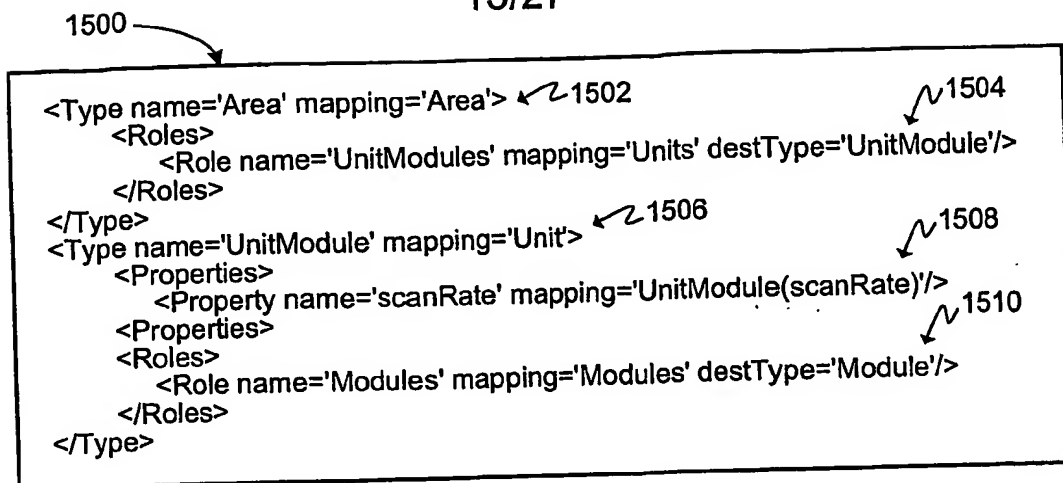 1500
<Type name='Area' mapping='Area'> 1502
<Roles> 1504
<Role name='UnitModules' mapping='Units' destType='UnitModule'/>
</Roles>
</Type>
<Type name='UnitModule' mapping='Unit'> 1506
<Properties> 1508
<Property name='scanRate' mapping='UnitModule(scanRate)'/>
<Properties> 1510
<Roles>
<Role name='Modules' mapping='Modules' destType='Module'/>
</Roles>
</Type>